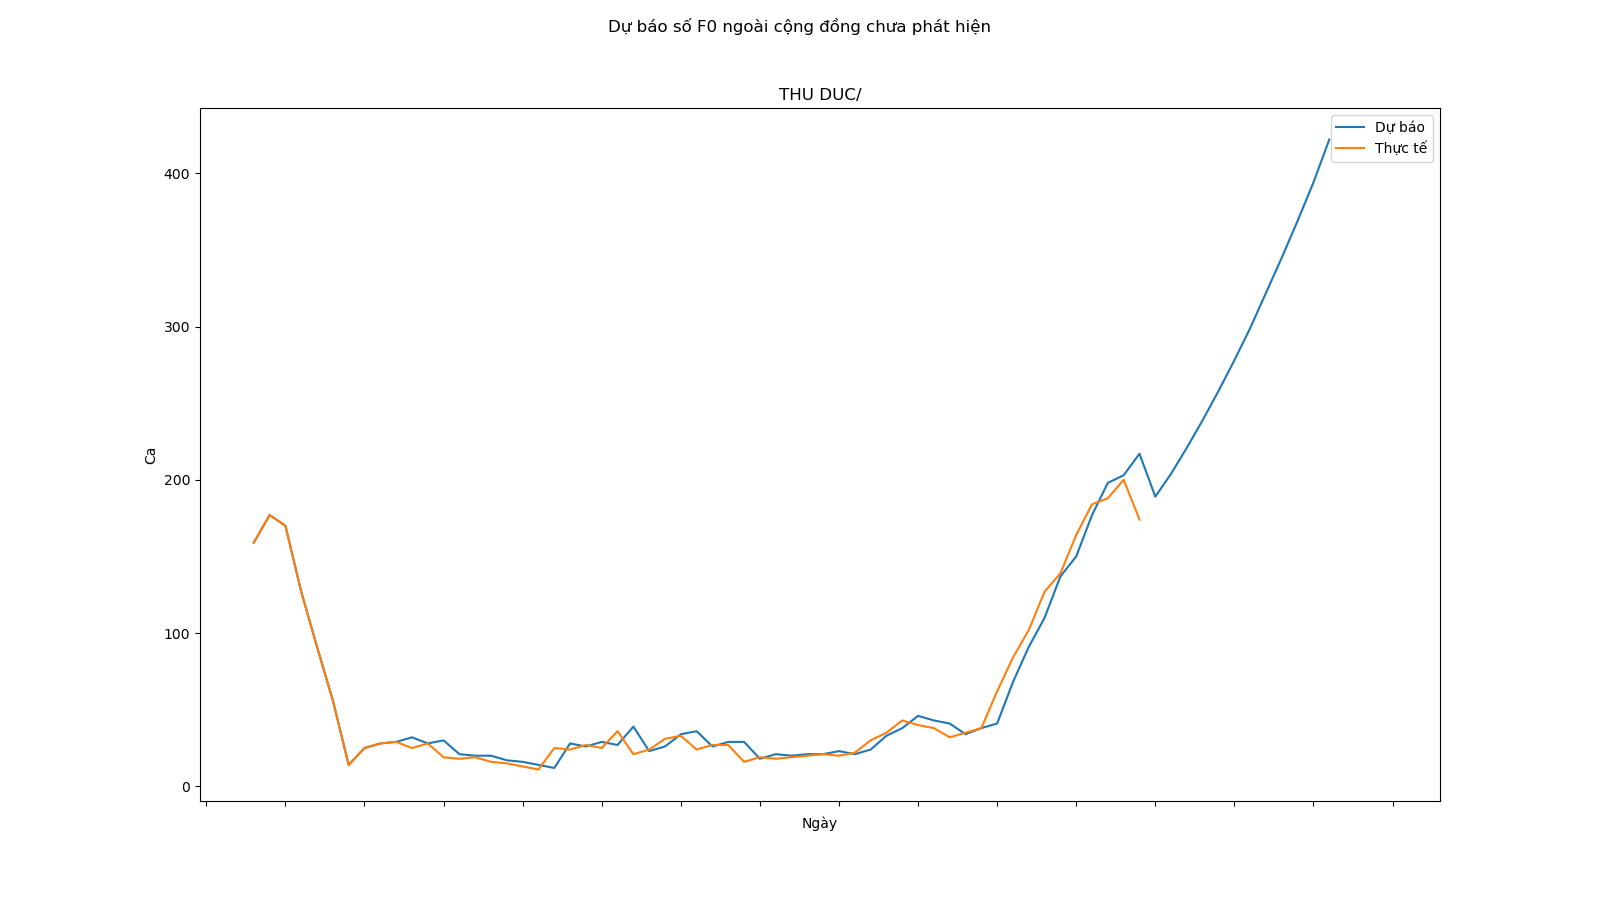 Dự báo số F0 ngoài cộng đồng chưa phát hiện
THU DUC/
Dự báo
Thực tế
400
300
200
100
0
Ca
Ngày